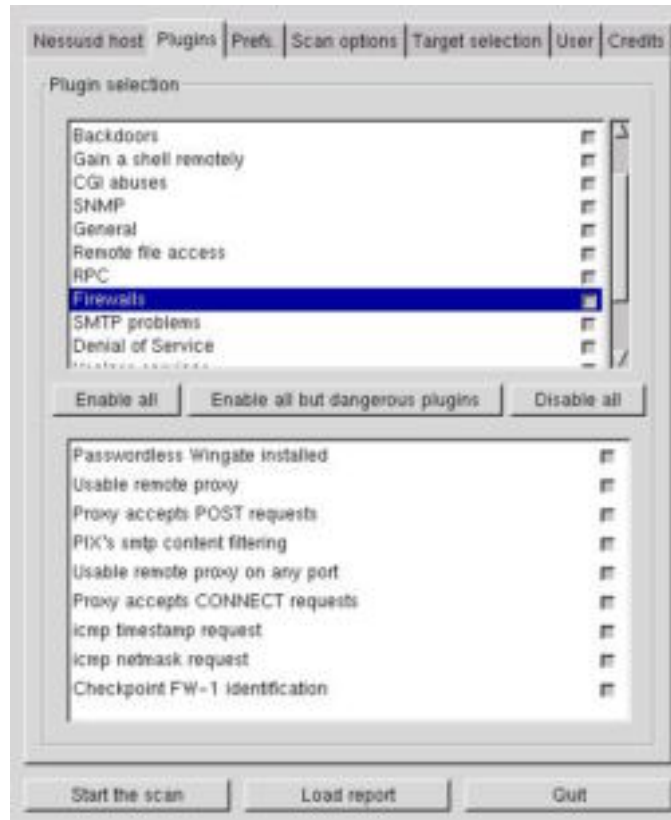 Nessusd host Plugins Prefs. Scan options Target selection User Credits
Plugin selection
Backdoors
Gain a shell remotely
CGI abuses
SNMP
General
Remote file access
RPC
Firewalls
SMTP problems
Denial of Service
Enable all Enable all but dangerous plugins Disable all
Passwordless Wingate installed
Usable remote proxy
Proxy accepts POST requests
PIX's smtp content filtering
Usable remote proxy on any port
Proxy accepts CONNECT requests
icmp timestamp request
icmp netmask request
Checkpoint FW-1 identification
Start the scan Load report Quit